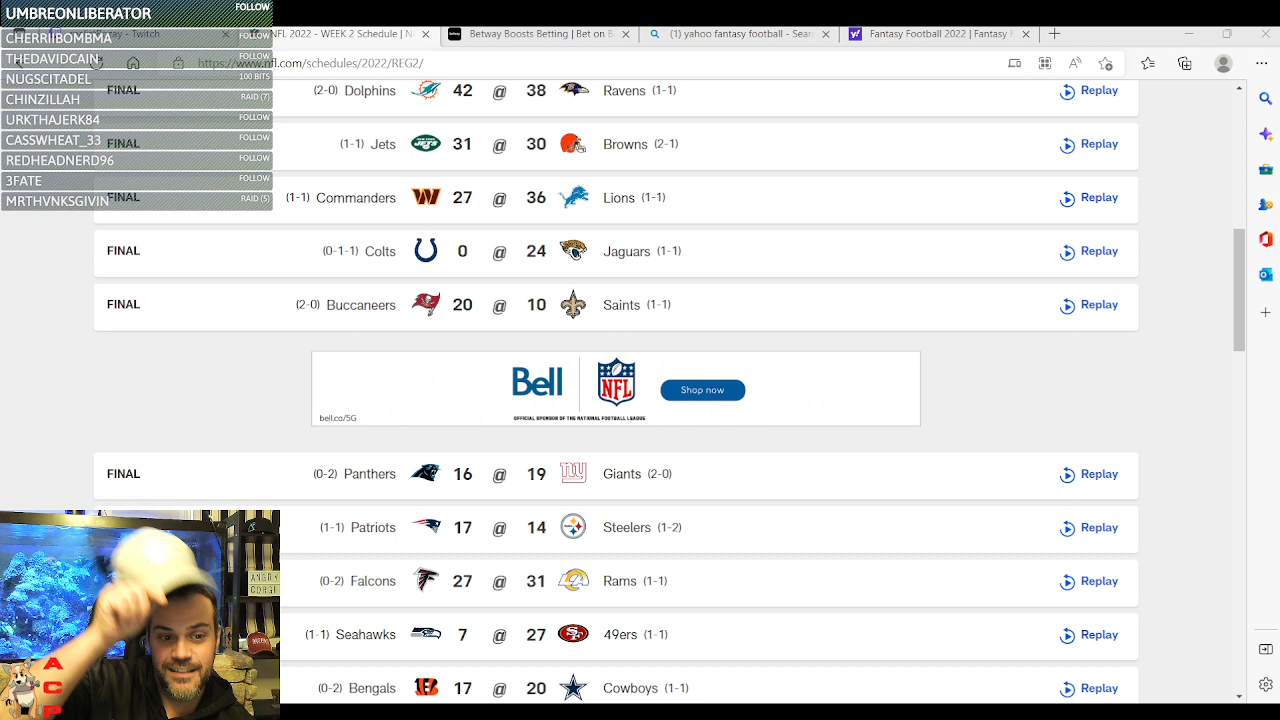 UMBREONLIBERATOR FOLLOW
CHERRIIBOMBMA FOLLOW
THEDAVIDCAIN FOLLOW
NUGSCITADEL 100 BITS
CHINZILLAH RAID (7)
URKTHAJERK84 FOLLOW
CASSWHEAT_33 FOLLOW
REDHEADNERD96 FOLLOW
3FATE FOLLOW
MRTHVNKSGIVIN RAID (5)
- Twitch
NFL 2022 - WEEK 2 Schedule | N
betway Betway Boosts Betting | Bet on B
(1) yahoo fantasy football - Sear
Fantasy Football 2022 | Fantasy F
https://www.nfl.com/schedules/2022/REG2/
FINAL (2-0) Dolphins 42 @ 38 Ravens (1-1) Replay
FINAL (1-1) Jets 31 @ 30 Browns (2-1) Replay
FINAL (1-1) Commanders 27 @ 36 Lions (1-1) Replay
FINAL (0-1-1) Colts 0 @ 24 Jaguars (1-1) Replay
FINAL (2-0) Buccaneers 20 @ 10 Saints (1-1) Replay
Bell NFL Shop now
bell.ca/5G OFFICIAL SPONSOR OF THE NATIONAL FOOTBALL LEAGUE
FINAL (0-2) Panthers 16 @ 19 ny Giants (2-0) Replay
(1-1) Patriots 17 @ 14 Steelers (1-2) Replay
(0-2) Falcons 27 @ 31 Rams (1-1) Replay
(1-1) Seahawks 7 @ 27 SF 49ers (1-1) Replay
(0-2) Bengals 17 @ 20 Cowboys (1-1) Replay
ANGRY
CORGI
A
C
P